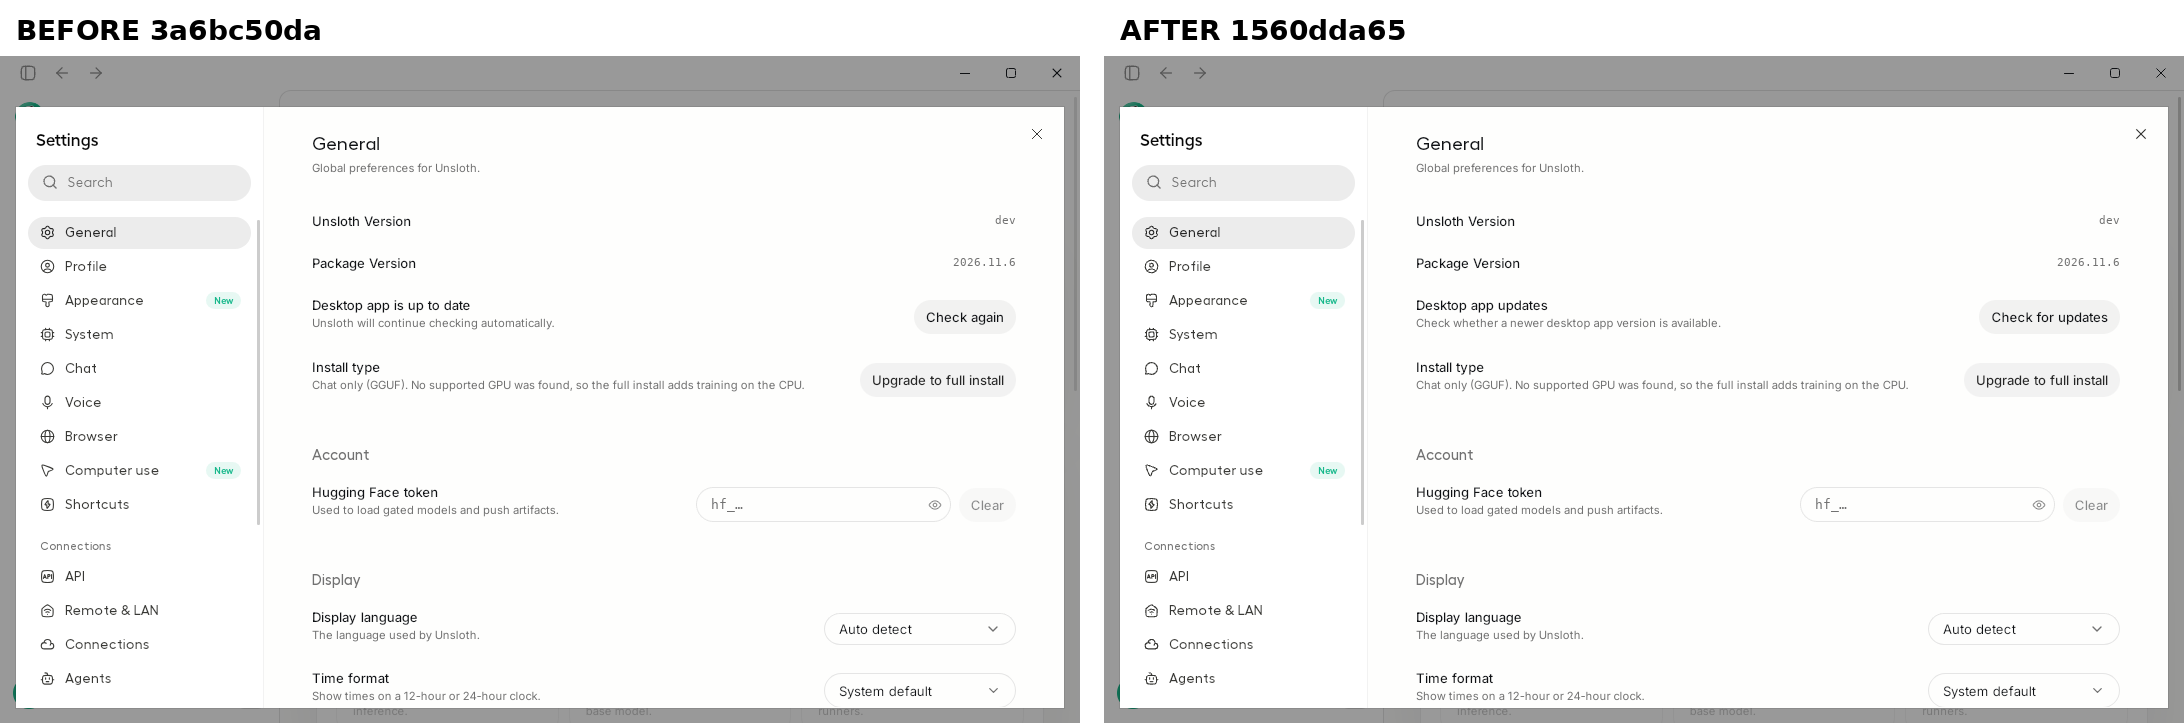 BEFORE 3a6bc50da
Settings
Search
General
Profile
Appearance New
System
Chat
Voice
Browser
Computer use New
Shortcuts
Connections
API
Remote & LAN
Connections
Agents
General
Global preferences for Unsloth.
Unsloth Version dev
Package Version 2026.11.6
Desktop app is up to date
Unsloth will continue checking automatically.
Check again
Install type
Chat only (GGUF). No supported GPU was found, so the full install adds training on the CPU.
Upgrade to full install
Account
Hugging Face token
Used to load gated models and push artifacts.
hf_… Clear
Display
Display language
The language used by Unsloth.
Auto detect
Time format
Show times on a 12-hour or 24-hour clock.
System default
inference. base model. runners.
AFTER 1560dda65
Settings
Search
General
Profile
Appearance New
System
Chat
Voice
Browser
Computer use New
Shortcuts
Connections
API
Remote & LAN
Connections
Agents
General
Global preferences for Unsloth.
Unsloth Version dev
Package Version 2026.11.6
Desktop app updates
Check whether a newer desktop app version is available.
Check for updates
Install type
Chat only (GGUF). No supported GPU was found, so the full install adds training on the CPU.
Upgrade to full install
Account
Hugging Face token
Used to load gated models and push artifacts.
hf_… Clear
Display
Display language
The language used by Unsloth.
Auto detect
Time format
Show times on a 12-hour or 24-hour clock.
System default
inference. base model. runners.